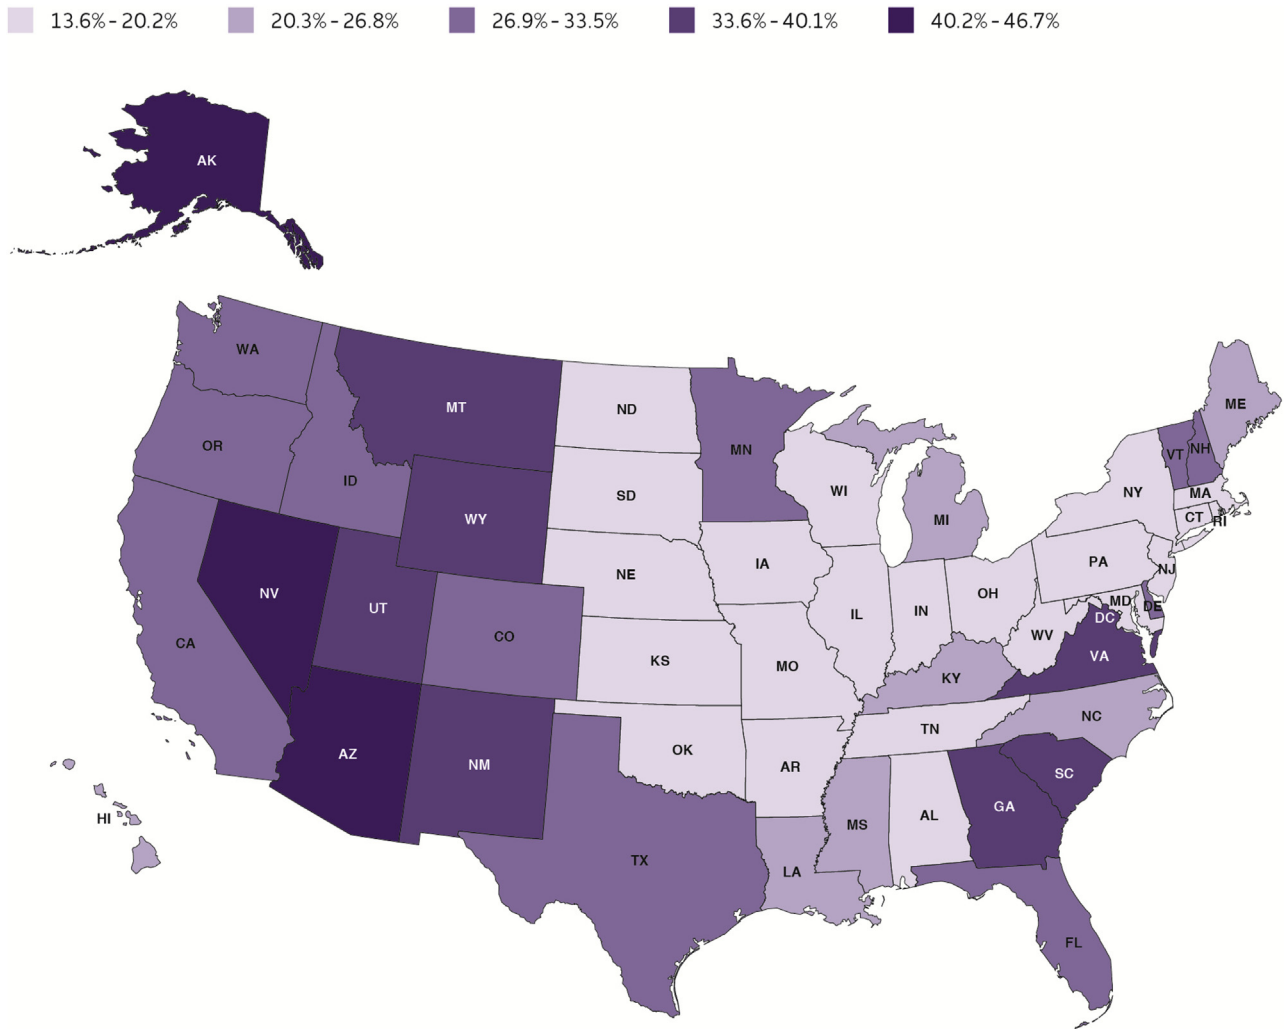 13.6%-20.2% 20.3%-26.8% 26.9%-33.5% 33.6%-40.1% 40.2%-46.7%
AK
WA
MT
ND
ME
OR
MN
VT NH
ID
SD
WI
NY
MA
WY
MI
CT RI
NE
IA
PA
NJ
NV
UT
OH
MD DE
CO
IL
IN
DC
CA
KS
MO
WV
VA
KY
NC
AZ
NM
OK
AR
TN
SC
HI
MS
AL
GA
TX
LA
FL